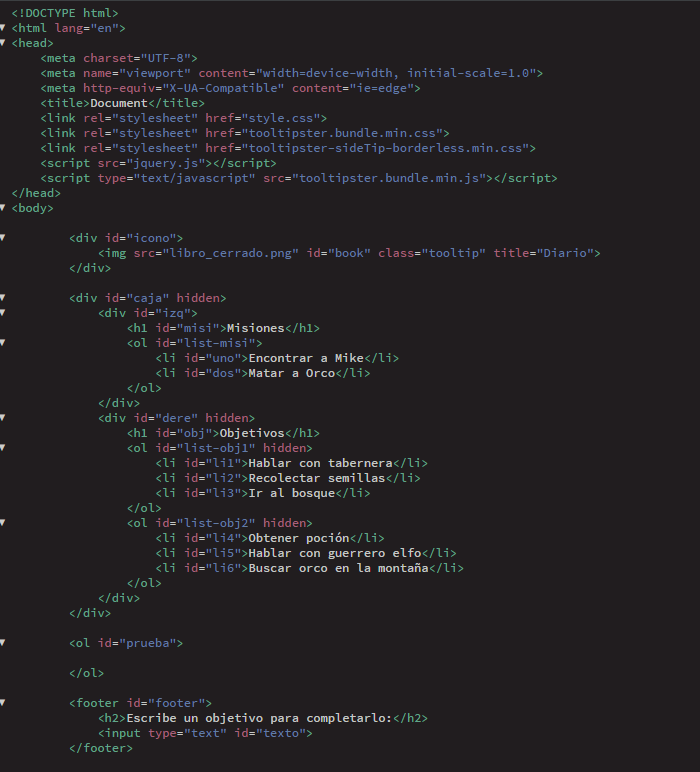 <!DOCTYPE html>
<html lang="en">
<head>
    <meta charset="UTF-8">
    <meta name="viewport" content="width=device-width, initial-scale=1.0">
    <meta http-equiv="X-UA-Compatible" content="ie=edge">
    <title>Document</title>
    <link rel="stylesheet" href="style.css">
    <link rel="stylesheet" href="tooltipster.bundle.min.css">
    <link rel="stylesheet" href="tooltipster-sideTip-borderless.min.css">
    <script src="jquery.js"></script>
    <script type="text/javascript" src="tooltipster.bundle.min.js"></script>
</head>
<body>
        <div id="icono">
            <img src="libro_cerrado.png" id="book" class="tooltip" title="Diario">
        </div>
        <div id="caja" hidden>
            <div id="izq">
                <h1 id="misi">Misiones</h1>
                <ol id="list-misi">
                    <li id="uno">Encontrar a Mike</li>
                    <li id="dos">Matar a Orco</li>
                </ol>
            </div>
            <div id="dere" hidden>
                <h1 id="obj">Objetivos</h1>
                <ol id="list-obj1" hidden>
                    <li id="li1">Hablar con tabernera</li>
                    <li id="li2">Recolectar semillas</li>
                    <li id="li3">Ir al bosque</li>
                </ol>
                <ol id="list-obj2" hidden>
                    <li id="li4">Obtener poción</li>
                    <li id="li5">Hablar con guerrero elfo</li>
                    <li id="li6">Buscar orco en la montaña</li>
                </ol>
            </div>
        </div>
        <ol id="prueba">
        </ol>
        <footer id="footer">
            <h2>Escribe un objetivo para completarlo:</h2>
            <input type="text" id="texto">
        </footer>